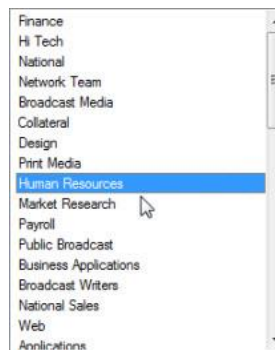 Finance
Hi Tech
National
Network Team
Broadcast Media
Collateral
Design
Print Media
Human Resources
Market Research
Payroll
Public Broadcast
Business Applications
Broadcast Writers
National Sales
Web
Applications